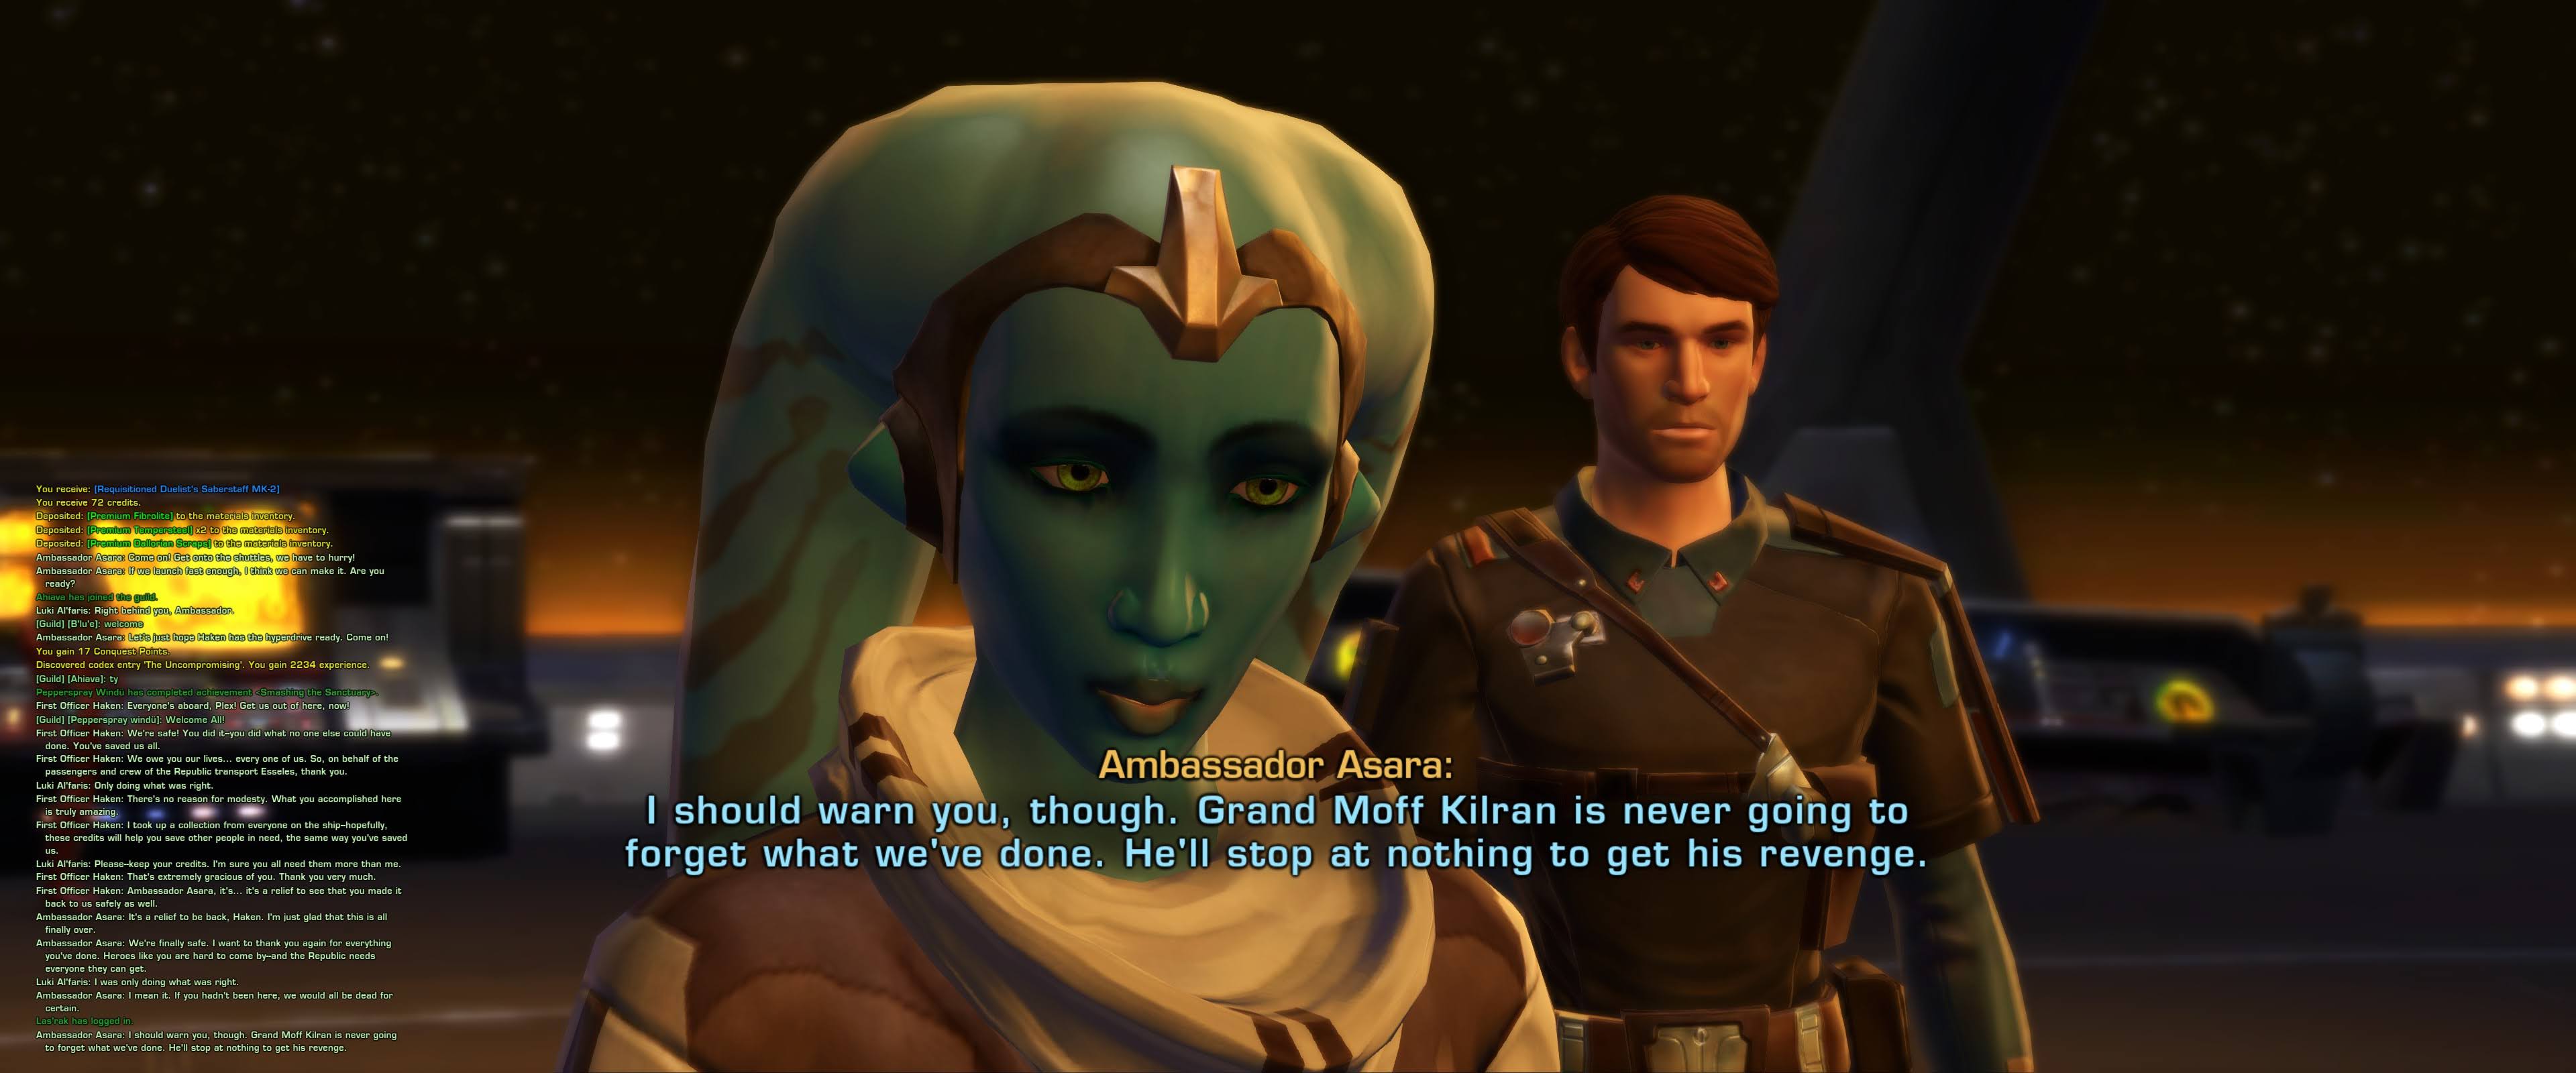 You receive: [Requisitioned Duelist's Saberstaff MK-2]
You receive 72 credits.
Deposited: [Premium Fibrolite] to the materials inventory.
Deposited: [Premium Tempersteel] x2 to the materials inventory.
Deposited: [Premium Dallorian Scraps] to the materials inventory.
Ambassador Asara: Come on! Get onto the shuttles, we have to hurry!
Ambassador Asara: If we launch fast enough, I think we can make it. Are you
ready?
Ahiava has joined the guild.
Luki Al'faris: Right behind you, Ambassador.
[Guild] [B'lu'e]: welcome
Ambassador Asara: Let's just hope Haken has the hyperdrive ready. Come on!
You gain 17 Conquest Points.
Discovered codex entry 'The Uncompromising'. You gain 2234 experience.
[Guild] [Ahiava]: ty
Pepperspray Windú has completed achievement <Smashing the Sanctuary>.
First Officer Haken: Everyone's aboard, Plex! Get us out of here, now!
[Guild] [Pepperspray windú]: Welcome All!
First Officer Haken: We're safe! You did it–you did what no one else could have
done. You've saved us all.
First Officer Haken: We owe you our lives... every one of us. So, on behalf of the
passengers and crew of the Republic transport Esseles, thank you.
Luki Al'faris: Only doing what was right.
First Officer Haken: There's no reason for modesty. What you accomplished here
is truly amazing.
First Officer Haken: I took up a collection from everyone on the ship–hopefully,
these credits will help you save other people in need, the same way you've saved
us.
Luki Al'faris: Please–keep your credits. I'm sure you all need them more than me.
First Officer Haken: That's extremely gracious of you. Thank you very much.
First Officer Haken: Ambassador Asara, it's... it's a relief to see that you made it
back to us safely as well.
Ambassador Asara: It's a relief to be back, Haken. I'm just glad that this is all
finally over.
Ambassador Asara: We're finally safe. I want to thank you again for everything
you've done. Heroes like you are hard to come by–and the Republic needs
everyone they can get.
Luki Al'faris: I was only doing what was right.
Ambassador Asara: I mean it. If you hadn't been here, we would all be dead for
certain.
Las'rak has logged in.
Ambassador Asara: I should warn you, though. Grand Moff Kilran is never going
to forget what we've done. He'll stop at nothing to get his revenge.
Ambassador Asara:
I should warn you, though. Grand Moff Kilran is never going to
forget what we've done. He'll stop at nothing to get his revenge.